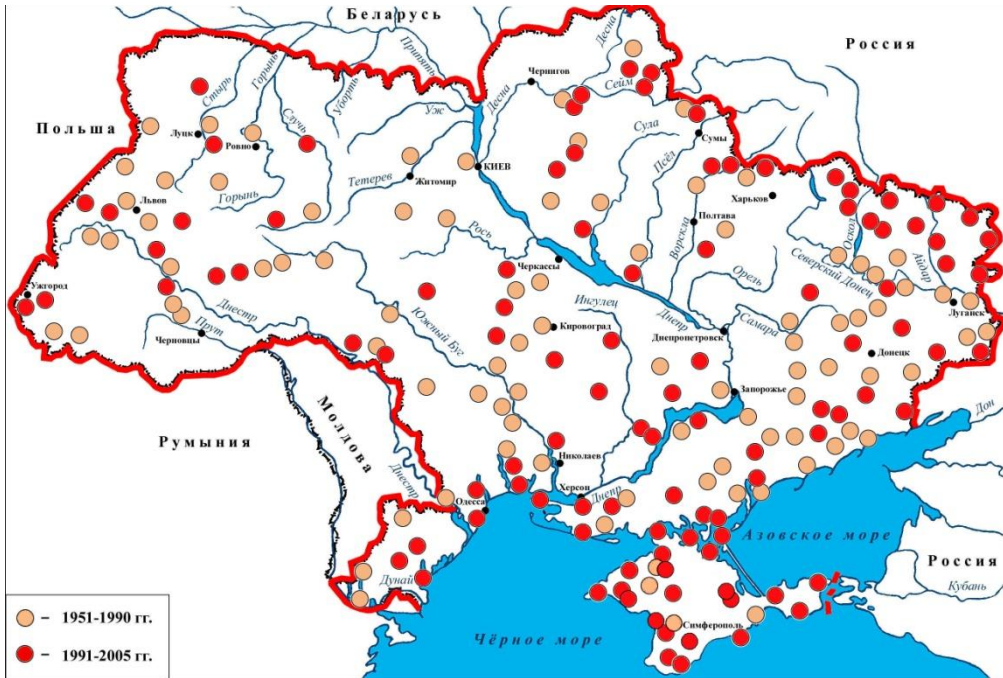 Беларусь
Россия
Десна
Припять
Горынь
Стырь
Уборть
Чернигов
Сейм
Случь
Уж
Десна
Польша
Луцк
Ровно
Сула
Псёл
Сумы
КИЕВ
Тетерев
Житомир
Горынь
Харьков
Львов
Ворскла
Полтава
Рось
Оскол
Айдар
Черкассы
Орель
Северский Донец
Ужгород
Днестр
Ингулец
Днепр
Самара
Луганск
Прут
Черновцы
Южный Буг
Кировоград
Днепропетровск
Донецк
Запорожье
Молдова
Дон
Румыния
Николаев
Днестр
Херсон
Днепр
Одесса
Азовское море
Россия
Кубань
Дунай
Симферополь
Чёрное море
– 1951-1990 гг.
– 1991-2005 гг.